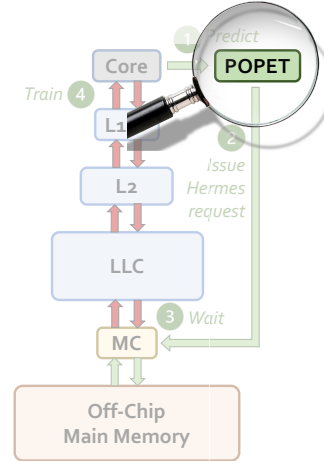 1 Predict
Core
POPET
Train 4
L1
2
Issue
Hermes
request
L2
LLC
3 Wait
MC
Off-Chip
Main Memory